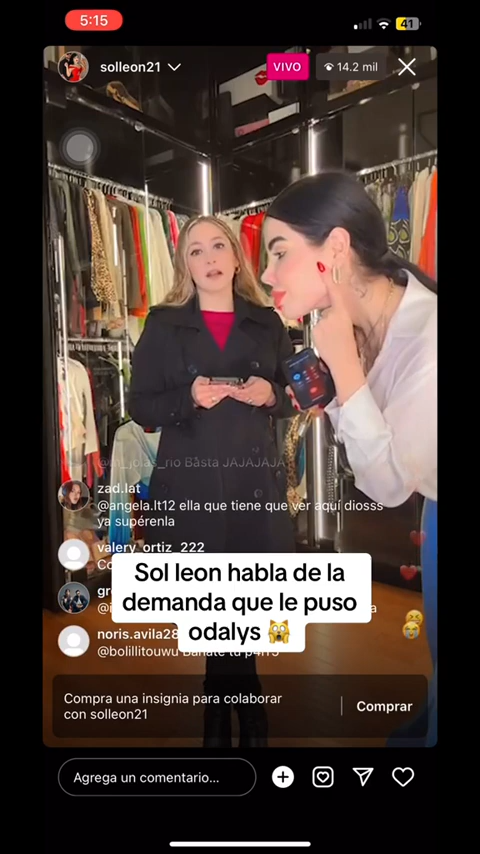 5:15
41
solleon21
VIVO
14.2 mil
Basta JAJAJAJA
zad.lat
@angela.lt12 ella que tiene que ver aquí diosss
ya supérenla
valery_ortiz_222
Sol leon habla de la
demanda que le puso
odalys 🙀
noris.avila28
@bolillitouwu
Compra una insignia para colaborar
con solleon21
Comprar
Agrega un comentario...